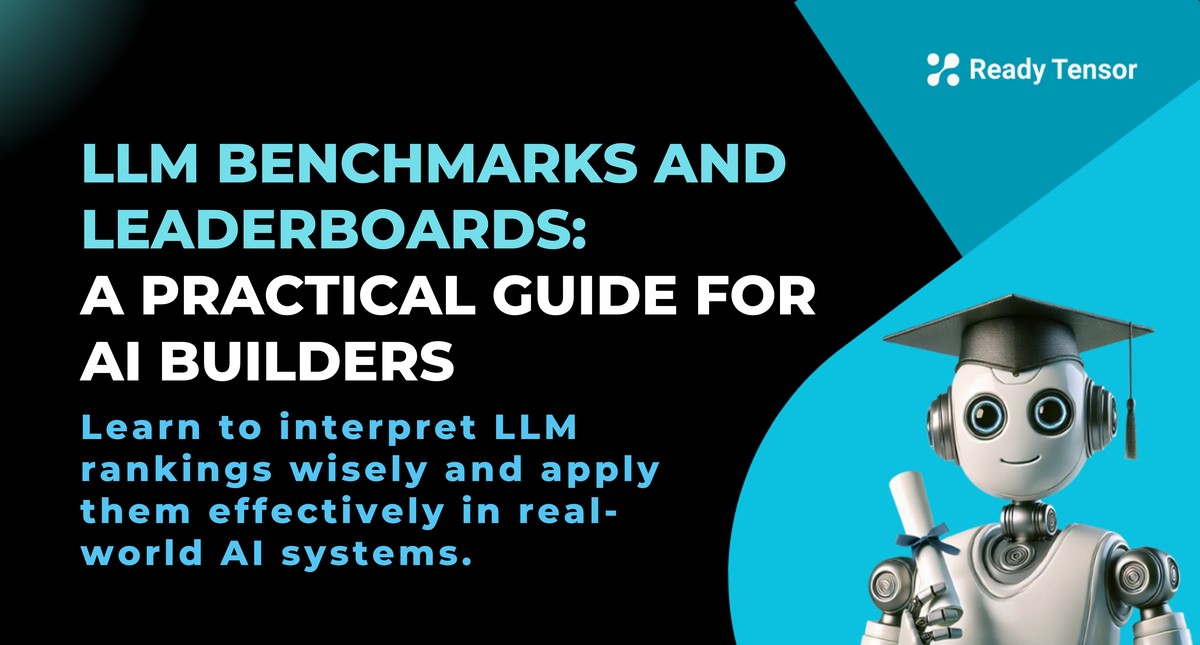 Ready Tensor
LLM BENCHMARKS AND
LEADERBOARDS:
A PRACTICAL GUIDE FOR
AI BUILDERS
Learn to interpret LLM
rankings wisely and apply
them effectively in real-
world AI systems.